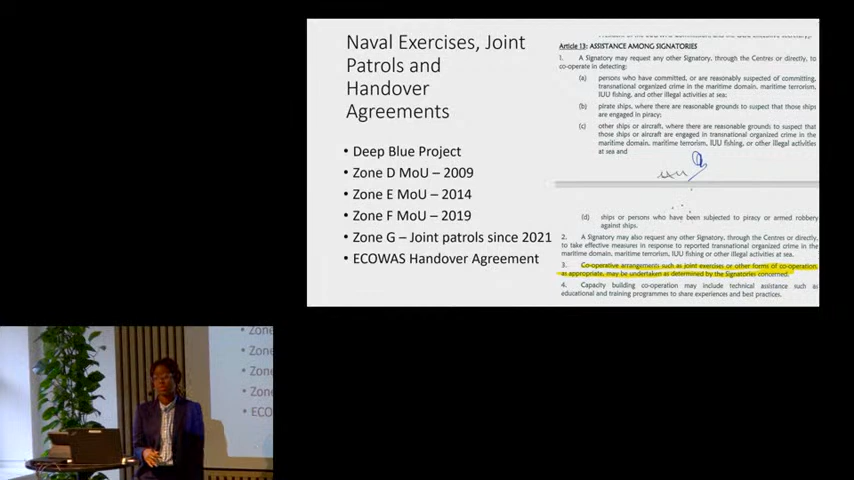 Naval Exercises, Joint
Patrols and
Handover
Agreements
• Deep Blue Project
• Zone D MoU – 2009
• Zone E MoU – 2014
• Zone F MoU – 2019
• Zone G – Joint patrols since 2021
• ECOWAS Handover Agreement
Article 13: ASSISTANCE AMONG SIGNATORIES
1. A Signatory may request any other Signatory, through the Centres or directly, to
co-operate in detecting:
(a) persons who have committed, or are reasonably suspected of committing,
transnational organized crime in the maritime domain, maritime terrorism,
IUU fishing, and other illegal activities at sea;
(b) pirate ships, where there are reasonable grounds to suspect that those ships
are engaged in piracy;
(c) other ships or aircraft, where there are reasonable grounds to suspect that
those ships or aircraft are engaged in transnational organized crime in the
maritime domain, maritime terrorism, IUU fishing, or other illegal activities
at sea and
(d) ships or persons who have been subjected to piracy or armed robbery
against ships.
2. A Signatory may also request any other Signatory, through the Centres or directly,
to take effective measures in response to reported transnational organized crime in the
maritime domain, maritime terrorism, IUU fishing or other illegal activities at sea.
3. Co-operative arrangements such as joint exercises or other forms of co-operation,
as appropriate, may be undertaken as determined by the Signatories concerned.
4. Capacity building co-operation may include technical assistance such as
educational and training programmes to share experiences and best practices.
• Zone
• Zone
• Zone
• Zone
• ECO